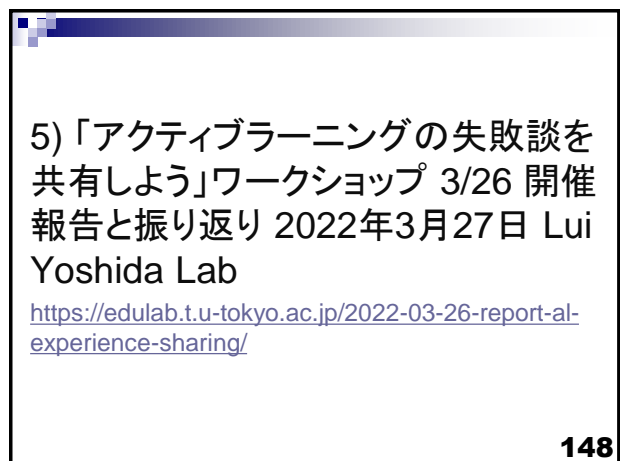 5) 「アクティブラーニングの失敗談を
共有しよう」ワークショップ 3/26 開催
報告と振り返り 2022年3月27日 Lui
Yoshida Lab
https://edulab.t.u-tokyo.ac.jp/2022-03-26-report-al-
experience-sharing/
148